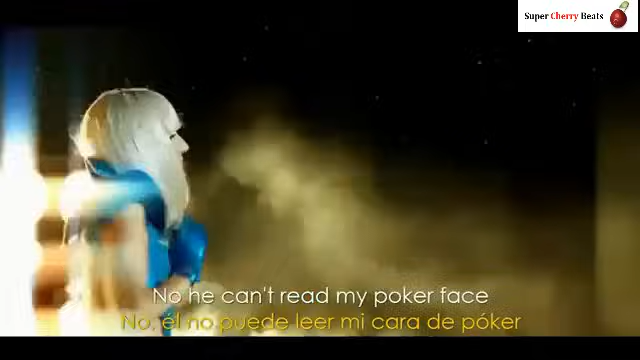 Super Cherry Beats
No he can't read my poker face
No, él no puede leer mi cara de póker